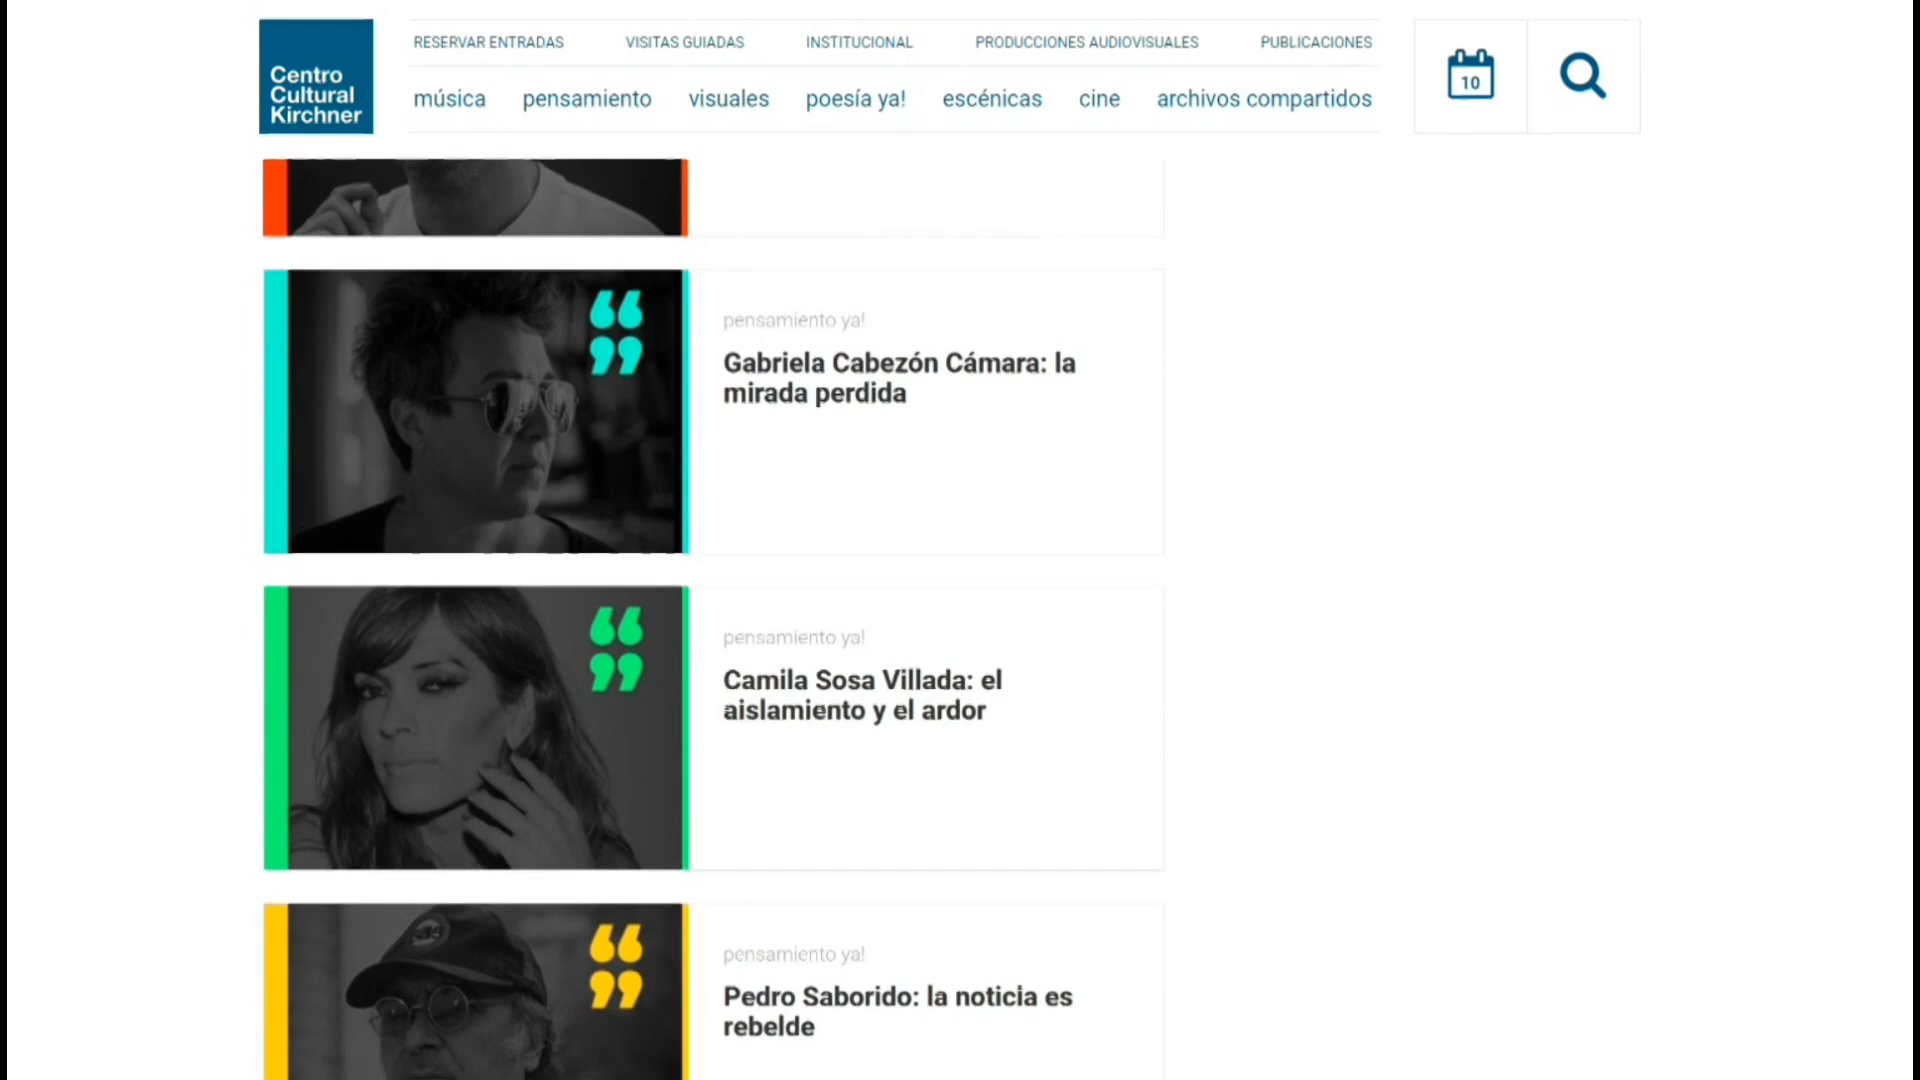 Centro
Cultural
Kirchner
RESERVAR ENTRADAS VISITAS GUIADAS INSTITUCIONAL PRODUCCIONES AUDIOVISUALES PUBLICACIONES
música pensamiento visuales poesía ya! escénicas cine archivos compartidos
10
pensamiento ya!
Gabriela Cabezón Cámara: la
mirada perdida
pensamiento ya!
Camila Sosa Villada: el
aislamiento y el ardor
pensamiento ya!
Pedro Saborido: la noticia es
rebelde